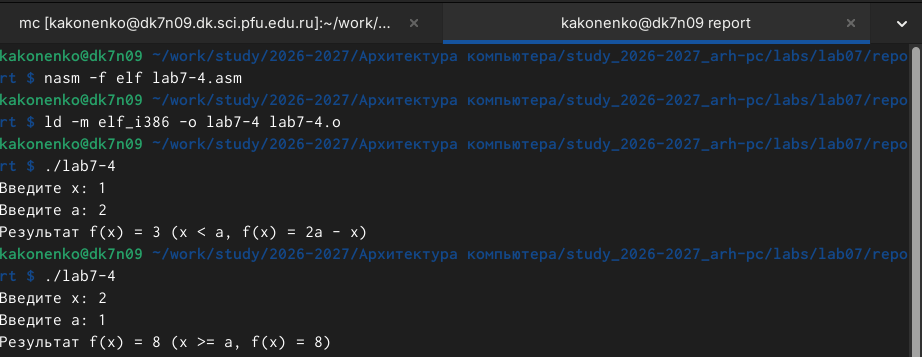 mc [kakonenko@dk7n09.dk.sci.pfu.edu.ru]:~/work/...
kakonenko@dk7n09 report
kakonenko@dk7n09 ~/work/study/2026-2027/Архитектура компьютера/study_2026-2027_arh-pc/labs/lab07/repo
rt $ nasm -f elf lab7-4.asm
kakonenko@dk7n09 ~/work/study/2026-2027/Архитектура компьютера/study_2026-2027_arh-pc/labs/lab07/repo
rt $ ld -m elf_i386 -o lab7-4 lab7-4.o
kakonenko@dk7n09 ~/work/study/2026-2027/Архитектура компьютера/study_2026-2027_arh-pc/labs/lab07/repo
rt $ ./lab7-4
Введите x: 1
Введите a: 2
Результат f(x) = 3 (x < a, f(x) = 2a - x)
kakonenko@dk7n09 ~/work/study/2026-2027/Архитектура компьютера/study_2026-2027_arh-pc/labs/lab07/repo
rt $ ./lab7-4
Введите x: 2
Введите a: 1
Результат f(x) = 8 (x >= a, f(x) = 8)